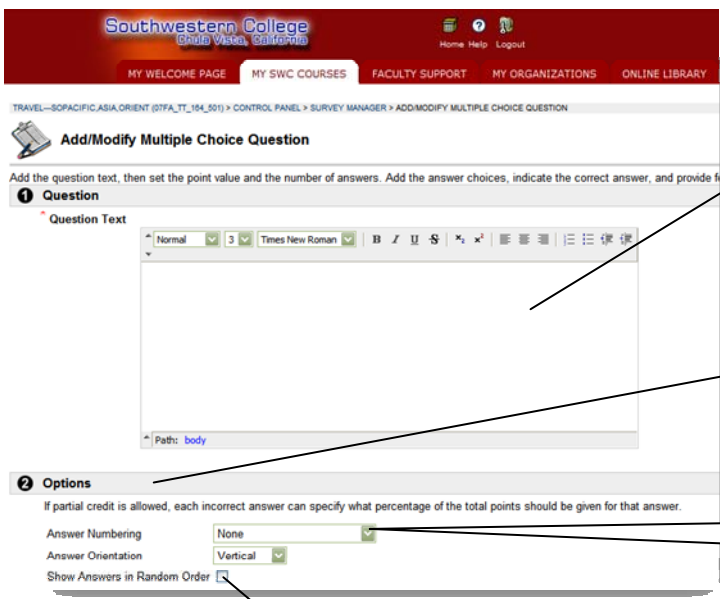 Southwestern College
Chula Vista, California
Home Help Logout
MY WELCOME PAGE MY SWC COURSES FACULTY SUPPORT MY ORGANIZATIONS ONLINE LIBRARY
TRAVEL—SOPACIFIC,ASIA,ORIENT (07FA_TT_164_501) > CONTROL PANEL > SURVEY MANAGER > ADD/MODIFY MULTIPLE CHOICE QUESTION
Add/Modify Multiple Choice Question
Add the question text, then set the point value and the number of answers. Add the answer choices, indicate the correct answer, and provide
1 Question
* Question Text
Normal 3 Times New Roman B I U S x₂ x²
Path: body
2 Options
If partial credit is allowed, each incorrect answer can specify what percentage of the total points should be given for that answer.
Answer Numbering None
Answer Orientation Vertical
Show Answers in Random Order